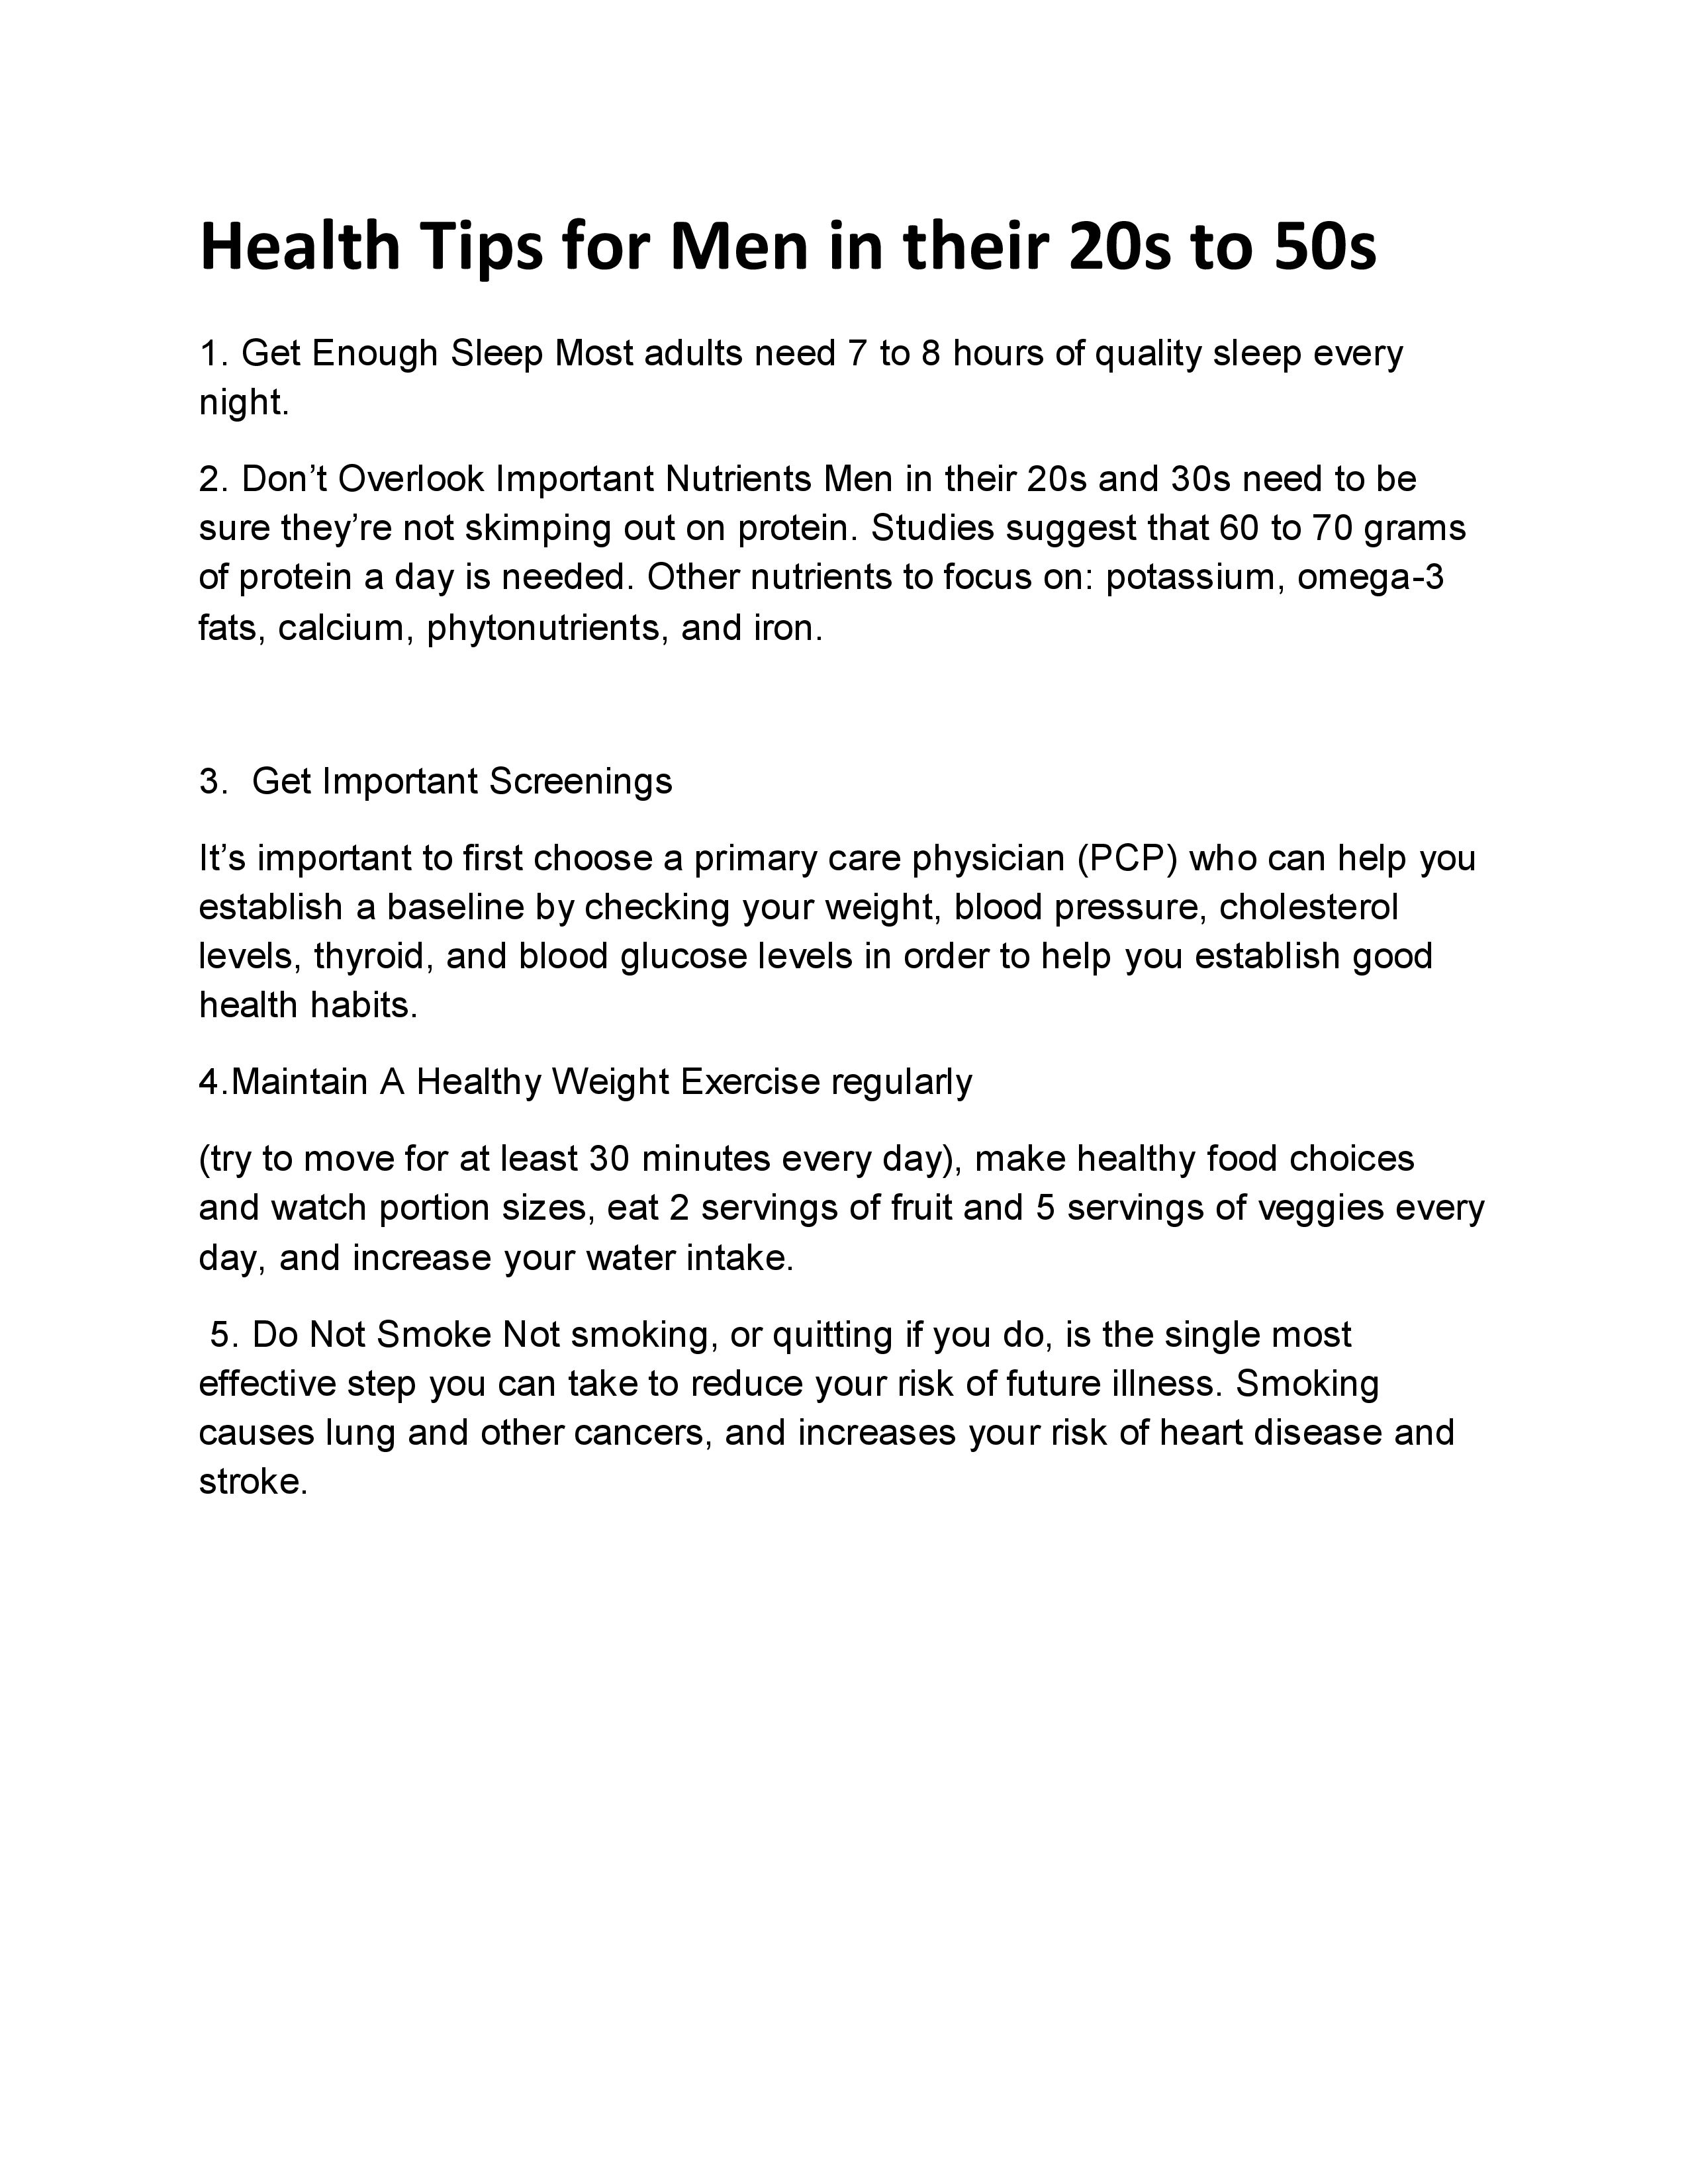 Health Tips for Men in their 20s to 50s
1. Get Enough Sleep Most adults need 7 to 8 hours of quality sleep every
night.
2. Don’t Overlook Important Nutrients Men in their 20s and 30s need to be
sure they’re not skimping out on protein. Studies suggest that 60 to 70 grams
of protein a day is needed. Other nutrients to focus on: potassium, omega-3
fats, calcium, phytonutrients, and iron.
3.  Get Important Screenings
It’s important to first choose a primary care physician (PCP) who can help you
establish a baseline by checking your weight, blood pressure, cholesterol
levels, thyroid, and blood glucose levels in order to help you establish good
health habits.
4.Maintain A Healthy Weight Exercise regularly
(try to move for at least 30 minutes every day), make healthy food choices
and watch portion sizes, eat 2 servings of fruit and 5 servings of veggies every
day, and increase your water intake.
5. Do Not Smoke Not smoking, or quitting if you do, is the single most
effective step you can take to reduce your risk of future illness. Smoking
causes lung and other cancers, and increases your risk of heart disease and
stroke.